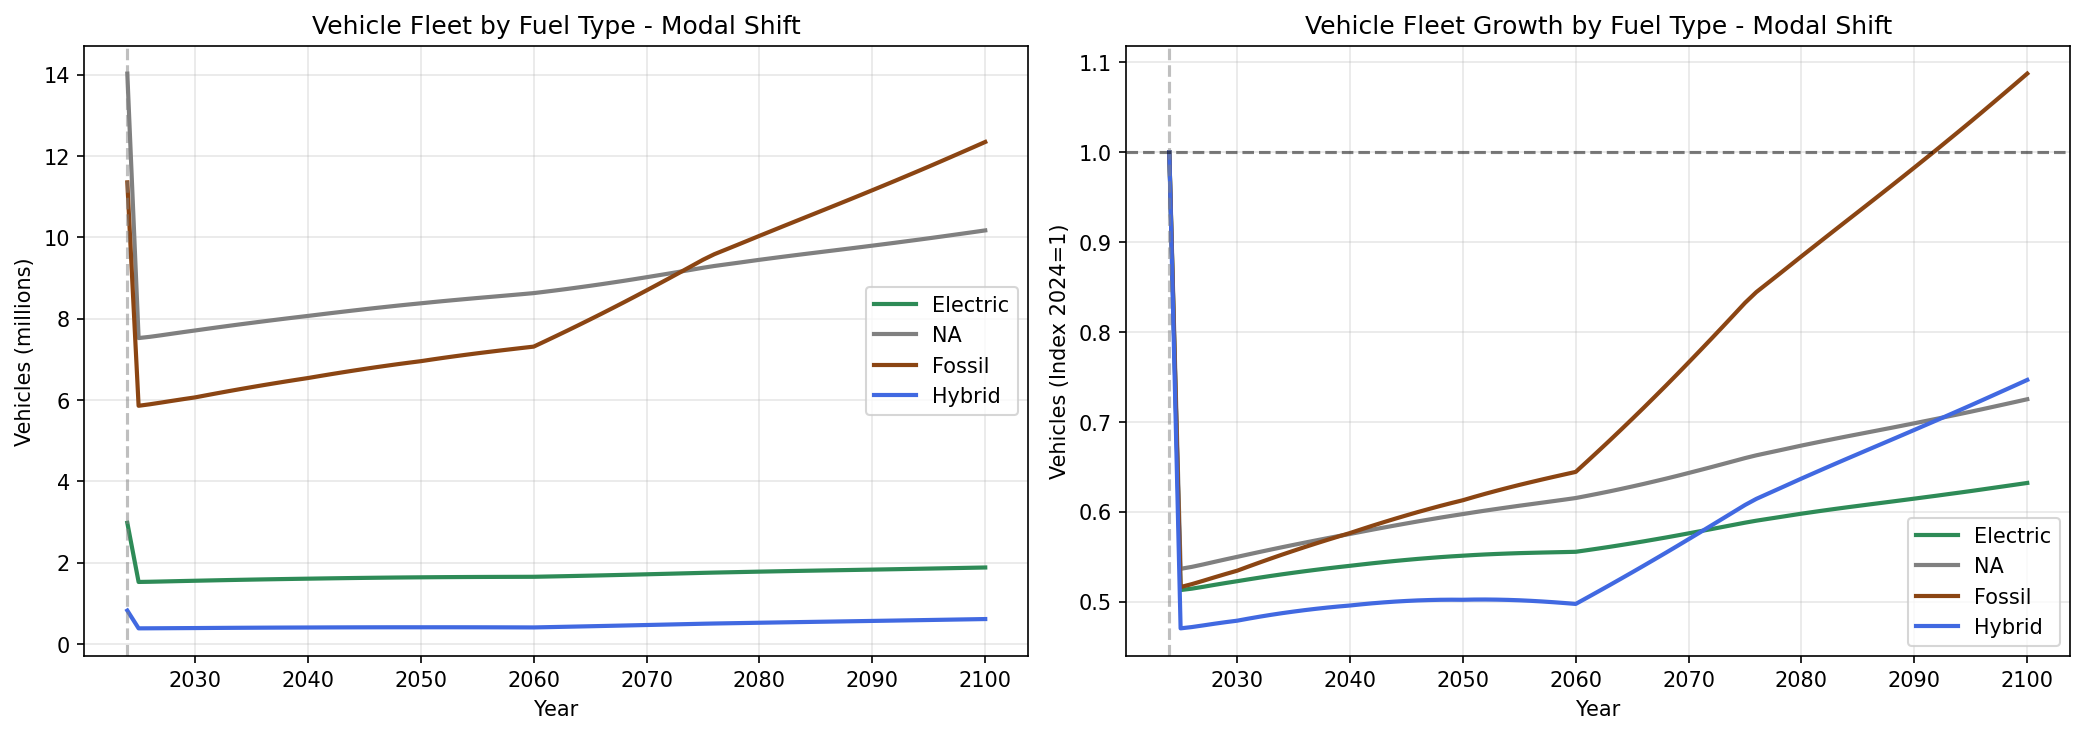 Vehicle Fleet by Fuel Type - Modal Shift
Vehicles (millions)
14
12
10
8
6
4
2
0
2030 2040 2050 2060 2070 2080 2090 2100
Year
Electric
NA
Fossil
Hybrid
Vehicle Fleet Growth by Fuel Type - Modal Shift
Vehicles (Index 2024=1)
1.1
1.0
0.9
0.8
0.7
0.6
0.5
2030 2040 2050 2060 2070 2080 2090 2100
Year
Electric
NA
Fossil
Hybrid